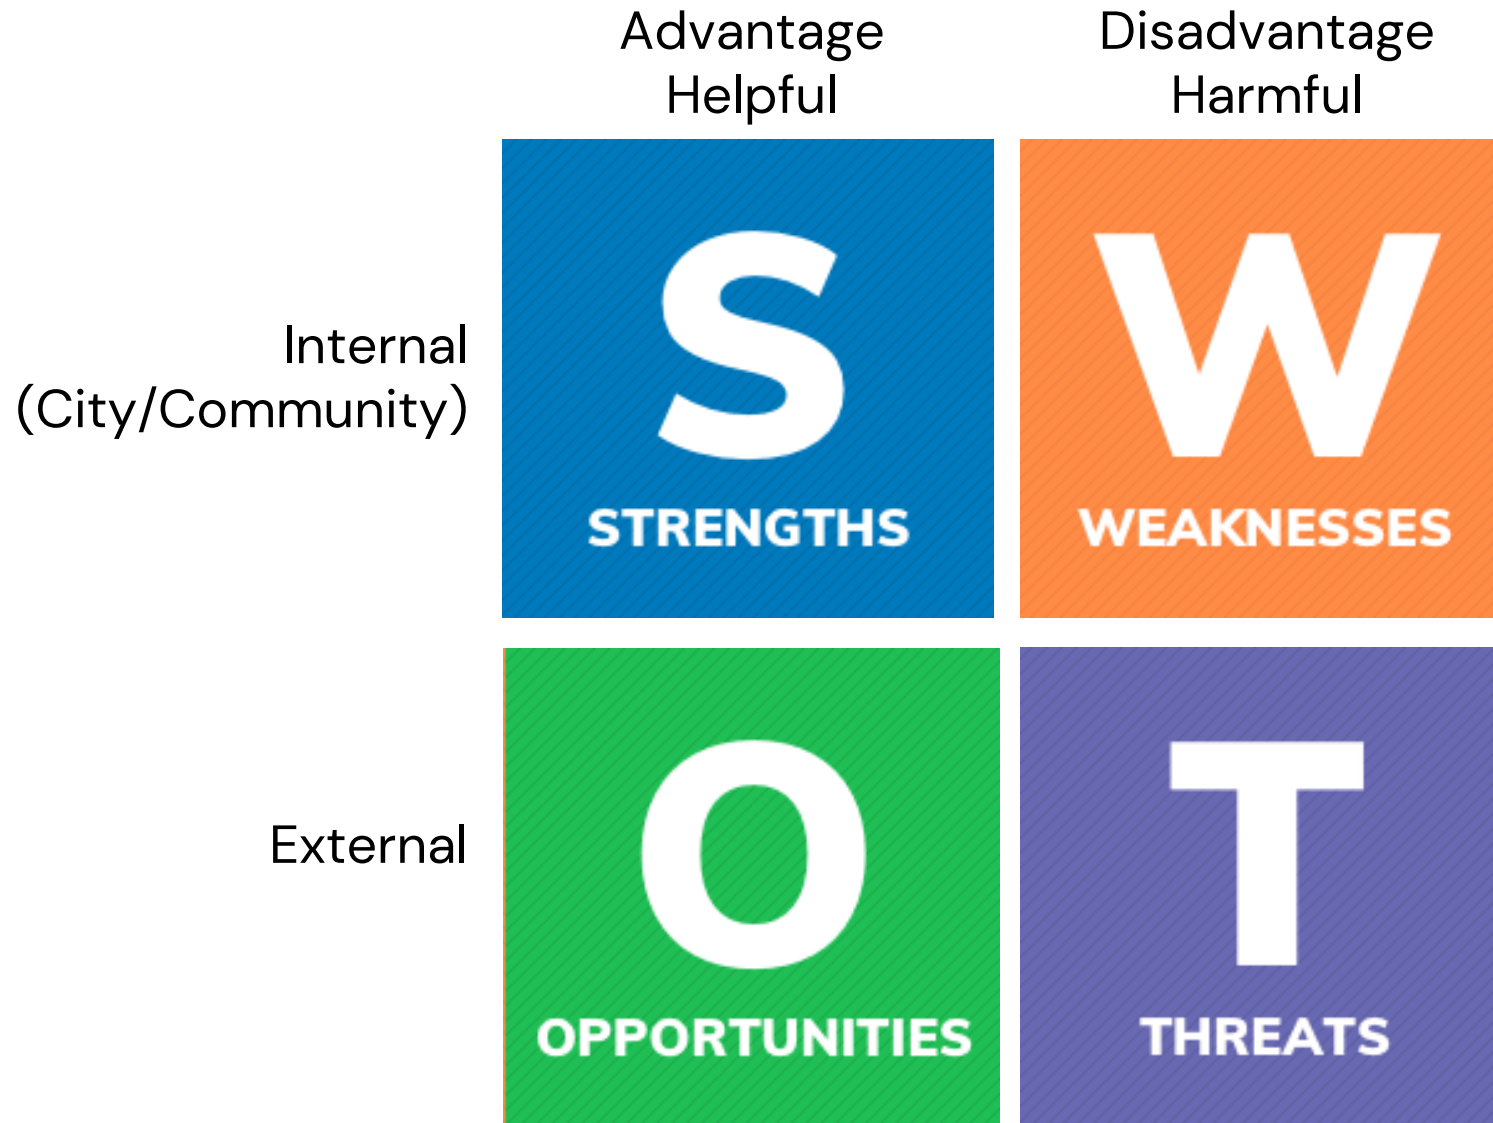 Advantage
Helpful
Disadvantage
Harmful
Internal
(City/Community)
S
STRENGTHS
W
WEAKNESSES
External
O
OPPORTUNITIES
T
THREATS